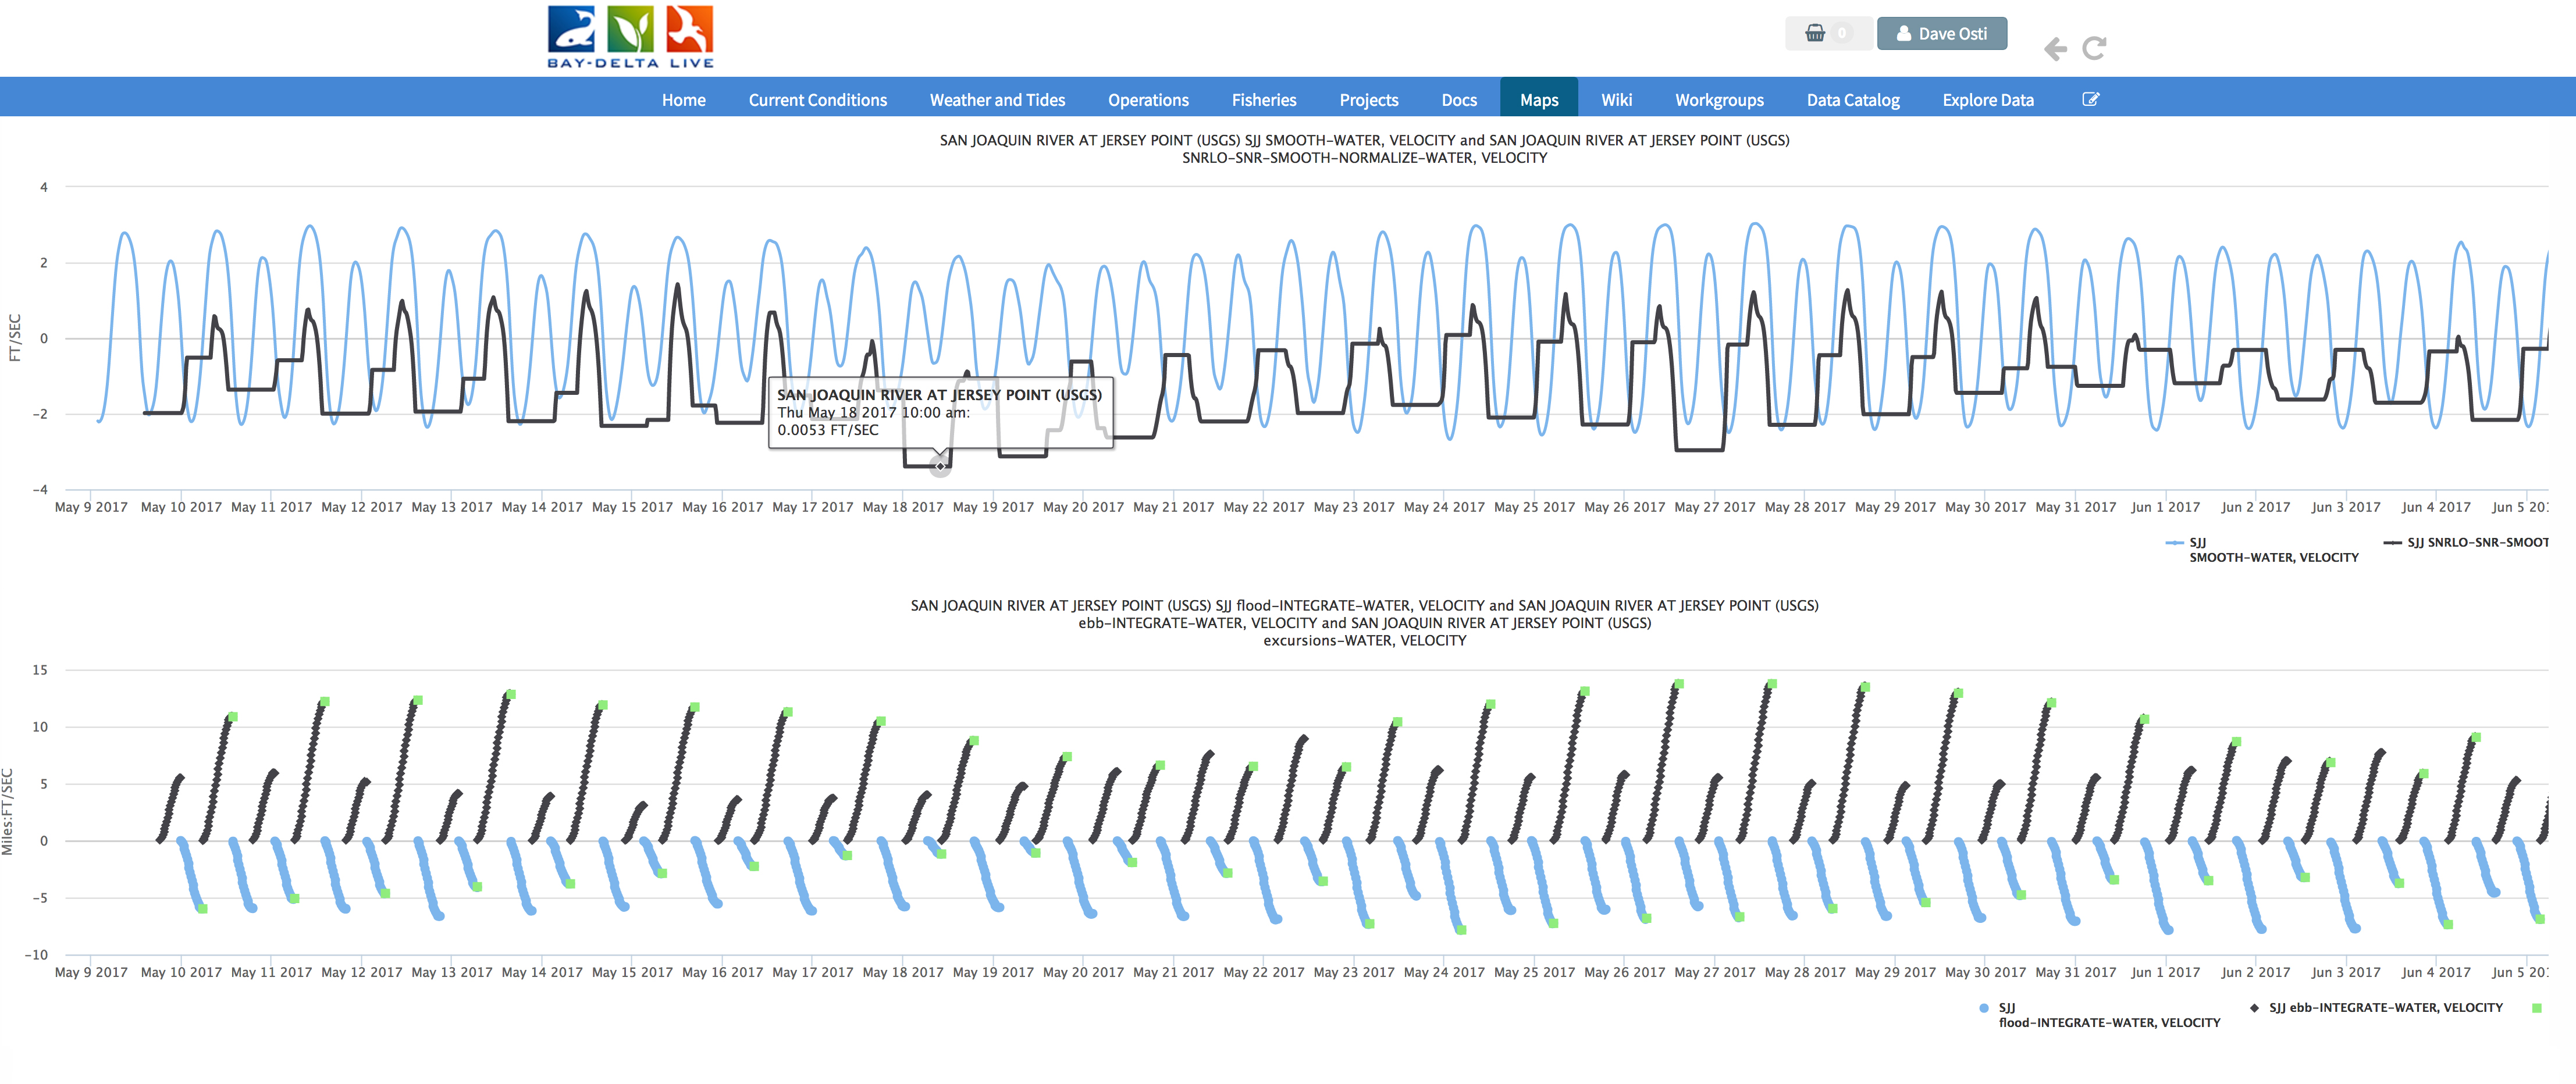 BAY-DELTA LIVE
0
Dave Osti
Home Current Conditions Weather and Tides Operations Fisheries Projects Docs Maps Wiki Workgroups Data Catalog Explore Data
SAN JOAQUIN RIVER AT JERSEY POINT (USGS) SJJ SMOOTH-WATER, VELOCITY and SAN JOAQUIN RIVER AT JERSEY POINT (USGS)
SNRLO-SNR-SMOOTH-NORMALIZE-WATER, VELOCITY
4
2
0
-2
-4
FT/SEC
SAN JOAQUIN RIVER AT JERSEY POINT (USGS)
Thu May 18 2017 10:00 am:
0.0053 FT/SEC
May 9 2017 May 10 2017 May 11 2017 May 12 2017 May 13 2017 May 14 2017 May 15 2017 May 16 2017 May 17 2017 May 18 2017 May 19 2017 May 20 2017 May 21 2017 May 22 2017 May 23 2017 May 24 2017 May 25 2017 May 26 2017 May 27 2017 May 28 2017 May 29 2017 May 30 2017 May 31 2017 Jun 1 2017 Jun 2 2017 Jun 3 2017 Jun 4 2017 Jun 5 201
SJJ
SMOOTH-WATER, VELOCITY
SJJ SNRLO-SNR-SMOOT
SAN JOAQUIN RIVER AT JERSEY POINT (USGS) SJJ flood-INTEGRATE-WATER, VELOCITY and SAN JOAQUIN RIVER AT JERSEY POINT (USGS)
ebb-INTEGRATE-WATER, VELOCITY and SAN JOAQUIN RIVER AT JERSEY POINT (USGS)
excursions-WATER, VELOCITY
15
10
5
0
-5
-10
Miles:FT/SEC
May 9 2017 May 10 2017 May 11 2017 May 12 2017 May 13 2017 May 14 2017 May 15 2017 May 16 2017 May 17 2017 May 18 2017 May 19 2017 May 20 2017 May 21 2017 May 22 2017 May 23 2017 May 24 2017 May 25 2017 May 26 2017 May 27 2017 May 28 2017 May 29 2017 May 30 2017 May 31 2017 Jun 1 2017 Jun 2 2017 Jun 3 2017 Jun 4 2017 Jun 5 201
SJJ
flood-INTEGRATE-WATER, VELOCITY
SJJ ebb-INTEGRATE-WATER, VELOCITY